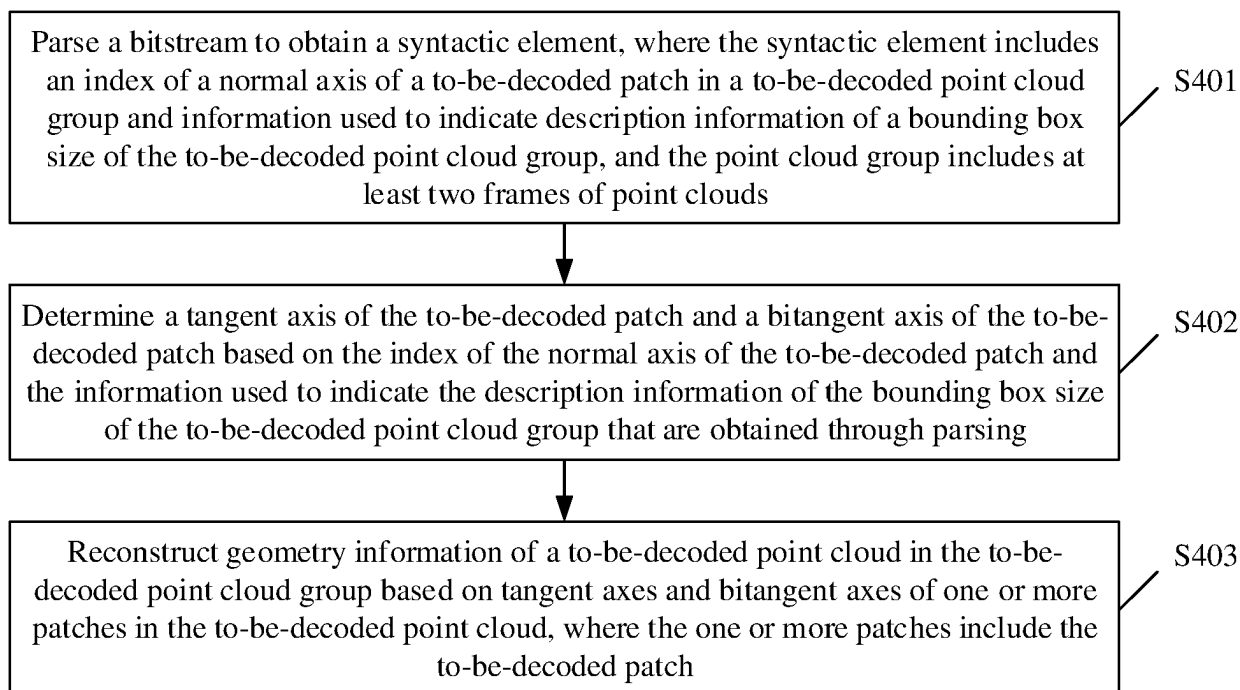 Parse a bitstream to obtain a syntactic element, where the syntactic element includes
an index of a normal axis of a to-be-decoded patch in a to-be-decoded point cloud
group and information used to indicate description information of a bounding box
size of the to-be-decoded point cloud group, and the point cloud group includes at
least two frames of point clouds
S401
Determine a tangent axis of the to-be-decoded patch and a bitangent axis of the to-be-
decoded patch based on the index of the normal axis of the to-be-decoded patch and
the information used to indicate the description information of the bounding box size
of the to-be-decoded point cloud group that are obtained through parsing
S402
Reconstruct geometry information of a to-be-decoded point cloud in the to-be-
decoded point cloud group based on tangent axes and bitangent axes of one or more
patches in the to-be-decoded point cloud, where the one or more patches include the
to-be-decoded patch
S403